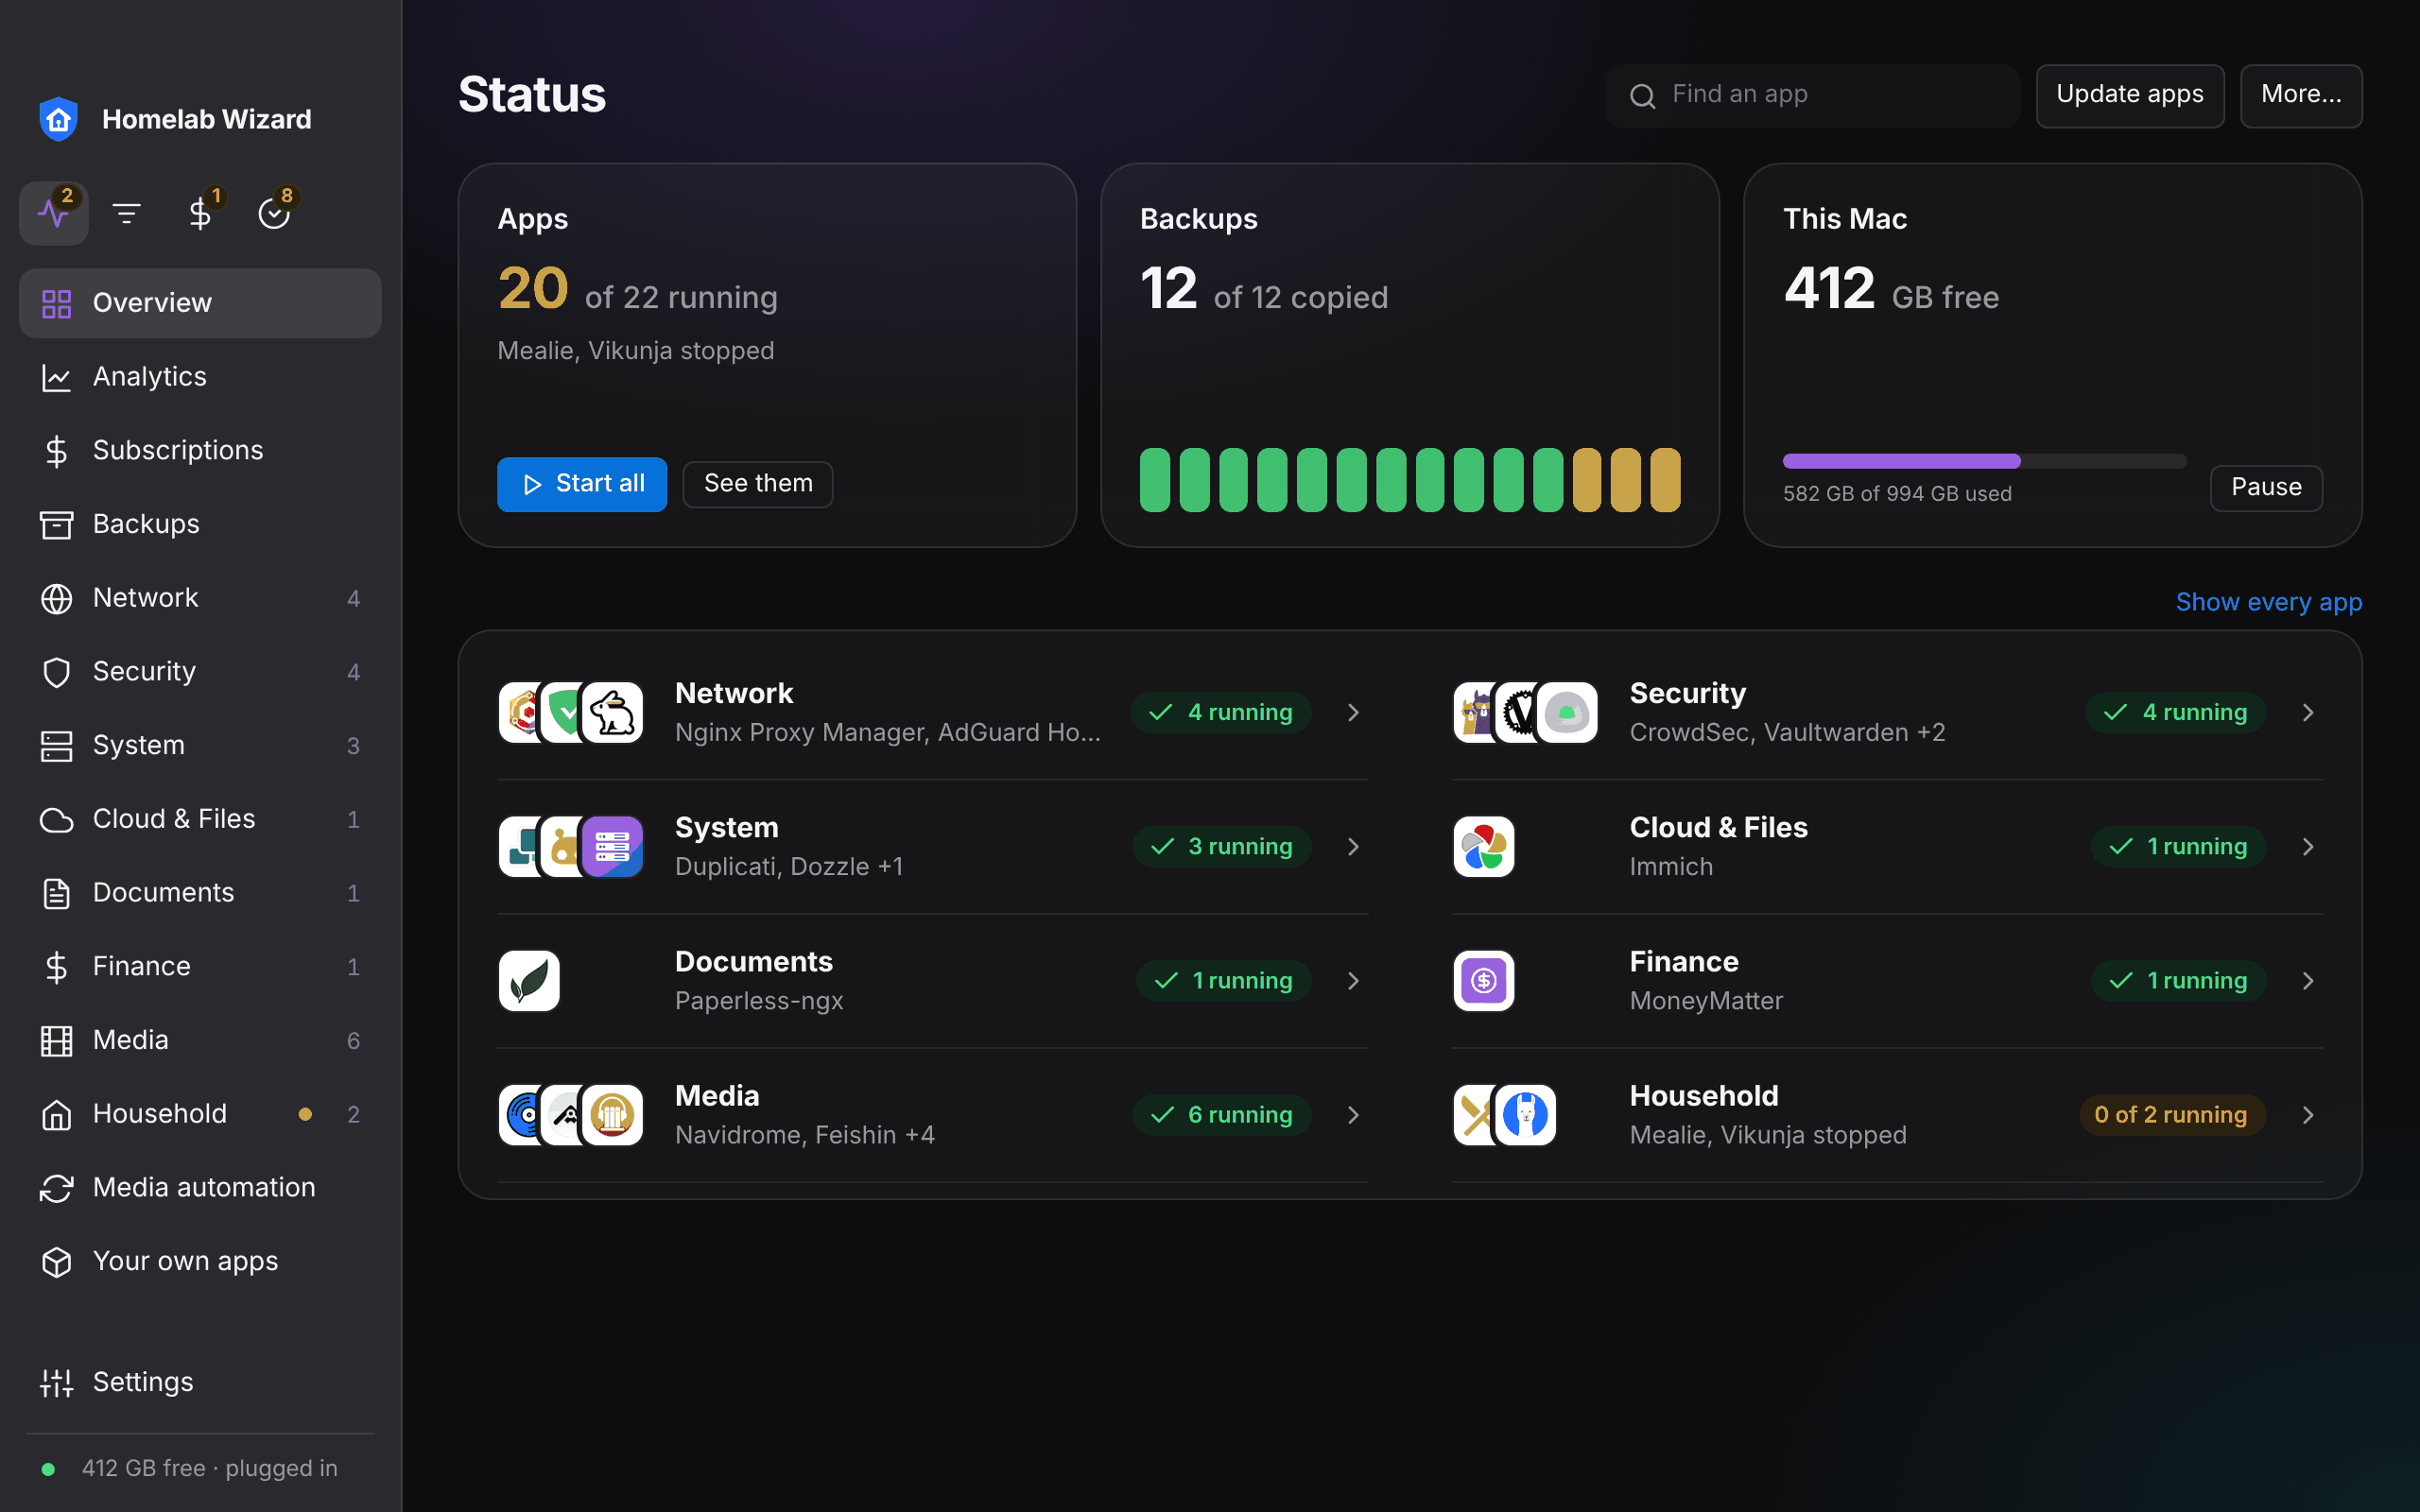 Homelab Wizard
2
1
8
Overview
Analytics
Subscriptions
Backups
Network 4
Security 4
System 3
Cloud & Files 1
Documents 1
Finance 1
Media 6
Household 2
Media automation
Your own apps
Settings
412 GB free · plugged in
Status
Find an app
Update apps
More...
Apps
20 of 22 running
Mealie, Vikunja stopped
Start all
See them
Backups
12 of 12 copied
This Mac
412 GB free
582 GB of 994 GB used
Pause
Show every app
Network
Nginx Proxy Manager, AdGuard Ho...
4 running
Security
CrowdSec, Vaultwarden +2
4 running
System
Duplicati, Dozzle +1
3 running
Cloud & Files
Immich
1 running
Documents
Paperless-ngx
1 running
Finance
MoneyMatter
1 running
Media
Navidrome, Feishin +4
6 running
Household
Mealie, Vikunja stopped
0 of 2 running